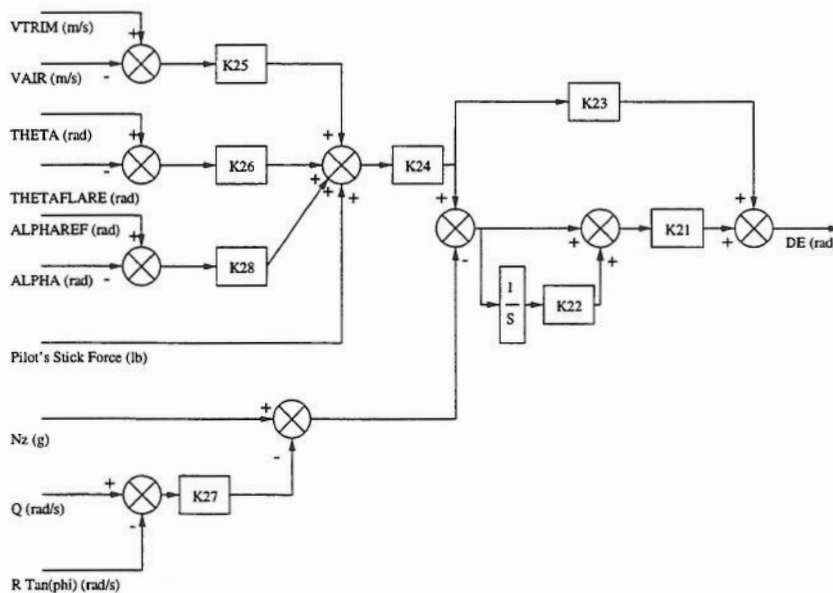 VTRIM (m/s)
+
K25
VAIR (m/s)
-
K23
THETA (rad)
+
+
-
K26
+
K24
+
+
+
THETAFLARE (rad)
ALPHAREF (rad)
+
+
+
K21
+
DE (rad
ALPHA (rad)
-
K28
-
+
1
S
K22
Pilot's Stick Force (lb)
+
Nz (g)
-
+
K27
Q (rad/s)
-
R Tan(phi) (rad/s)